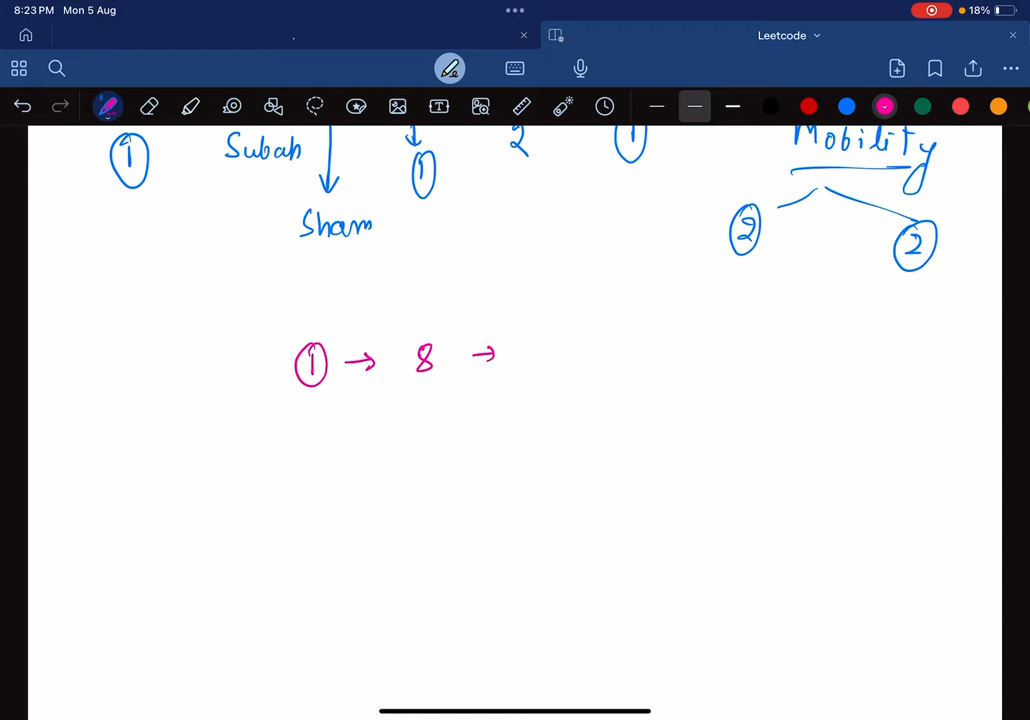 8:23 PM Mon 5 Aug
18%
.
Leetcode
Mobility
1 Subah 1 2 1
Sham 2 2
1 → 8 →